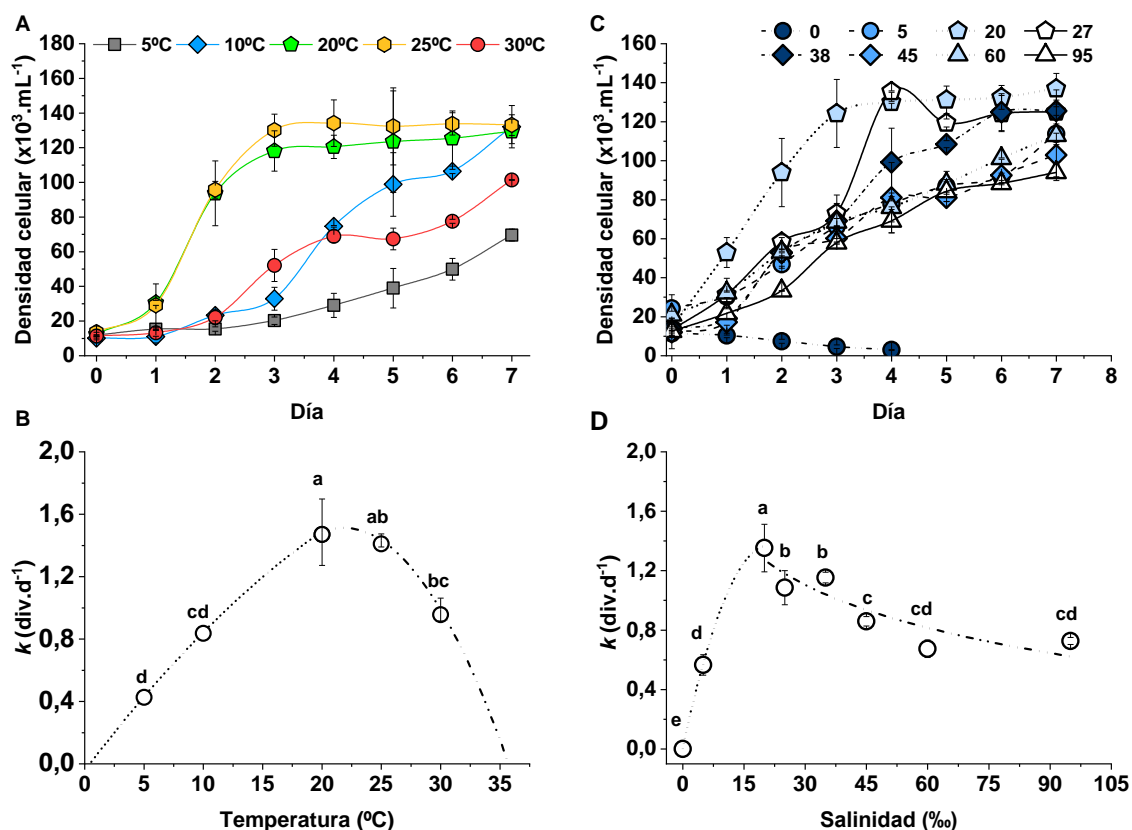 A
5ºC 10ºC 20ºC 25ºC 30ºC
Densidad celular (x10³.mL⁻¹)
180
160
140
120
100
80
60
40
20
0
0 1 2 3 4 5 6 7
Día
C
0 5 20 27
38 45 60 95
Densidad celular (x10³.mL⁻¹)
160
140
120
100
80
60
40
20
0
0 1 2 3 4 5 6 7 8
Día
B
k (div.d⁻¹)
2,0
1,6
1,2
0,8
0,4
0,0
d
cd
a
ab
bc
5 10 15 20 25 30 35
Temperatura (ºC)
D
k (div.d⁻¹)
2,0
1,6
1,2
0,8
0,4
0,0
e
d
a
b
b
c
cd
cd
0 15 30 45 60 75 90 105
Salinidad (‰)